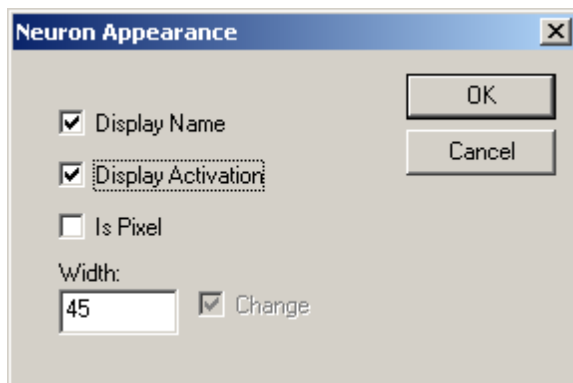 Neuron Appearance
OK
Display Name
Cancel
Display Activation
Is Pixel
Width:
45
Change